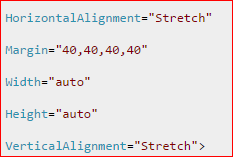 HorizontalAlignment="Stretch"
Margin="40,40,40,40"
Width="auto"
Height="auto"
VerticalAlignment="Stretch">